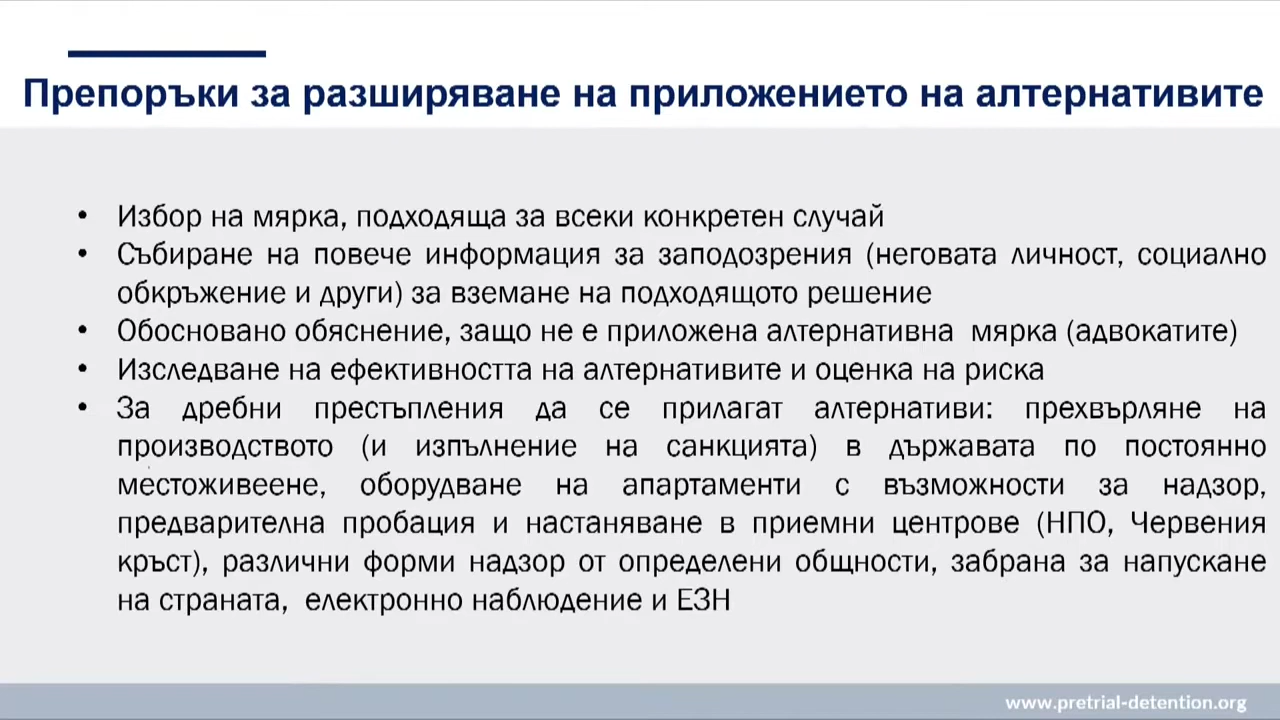 Препоръки за разширяване на приложението на алтернативите
• Избор на мярка, подходяща за всеки конкретен случай
• Събиране на повече информация за заподозрения (неговата личност, социално
обкръжение и други) за вземане на подходящото решение
• Обосновано обяснение, защо не е приложена алтернативна мярка (адвокатите)
• Изследване на ефективността на алтернативите и оценка на риска
• За дребни престъпления да се прилагат алтернативи: прехвърляне на
производството (и изпълнение на санкцията) в държавата по постоянно
местоживеене, оборудване на апартаменти с възможности за надзор,
предварителна пробация и настаняване в приемни центрове (НПО, Червения
кръст), различни форми надзор от определени общности, забрана за напускане
на страната, електронно наблюдение и ЕЗН
www.pretrial-detention.org